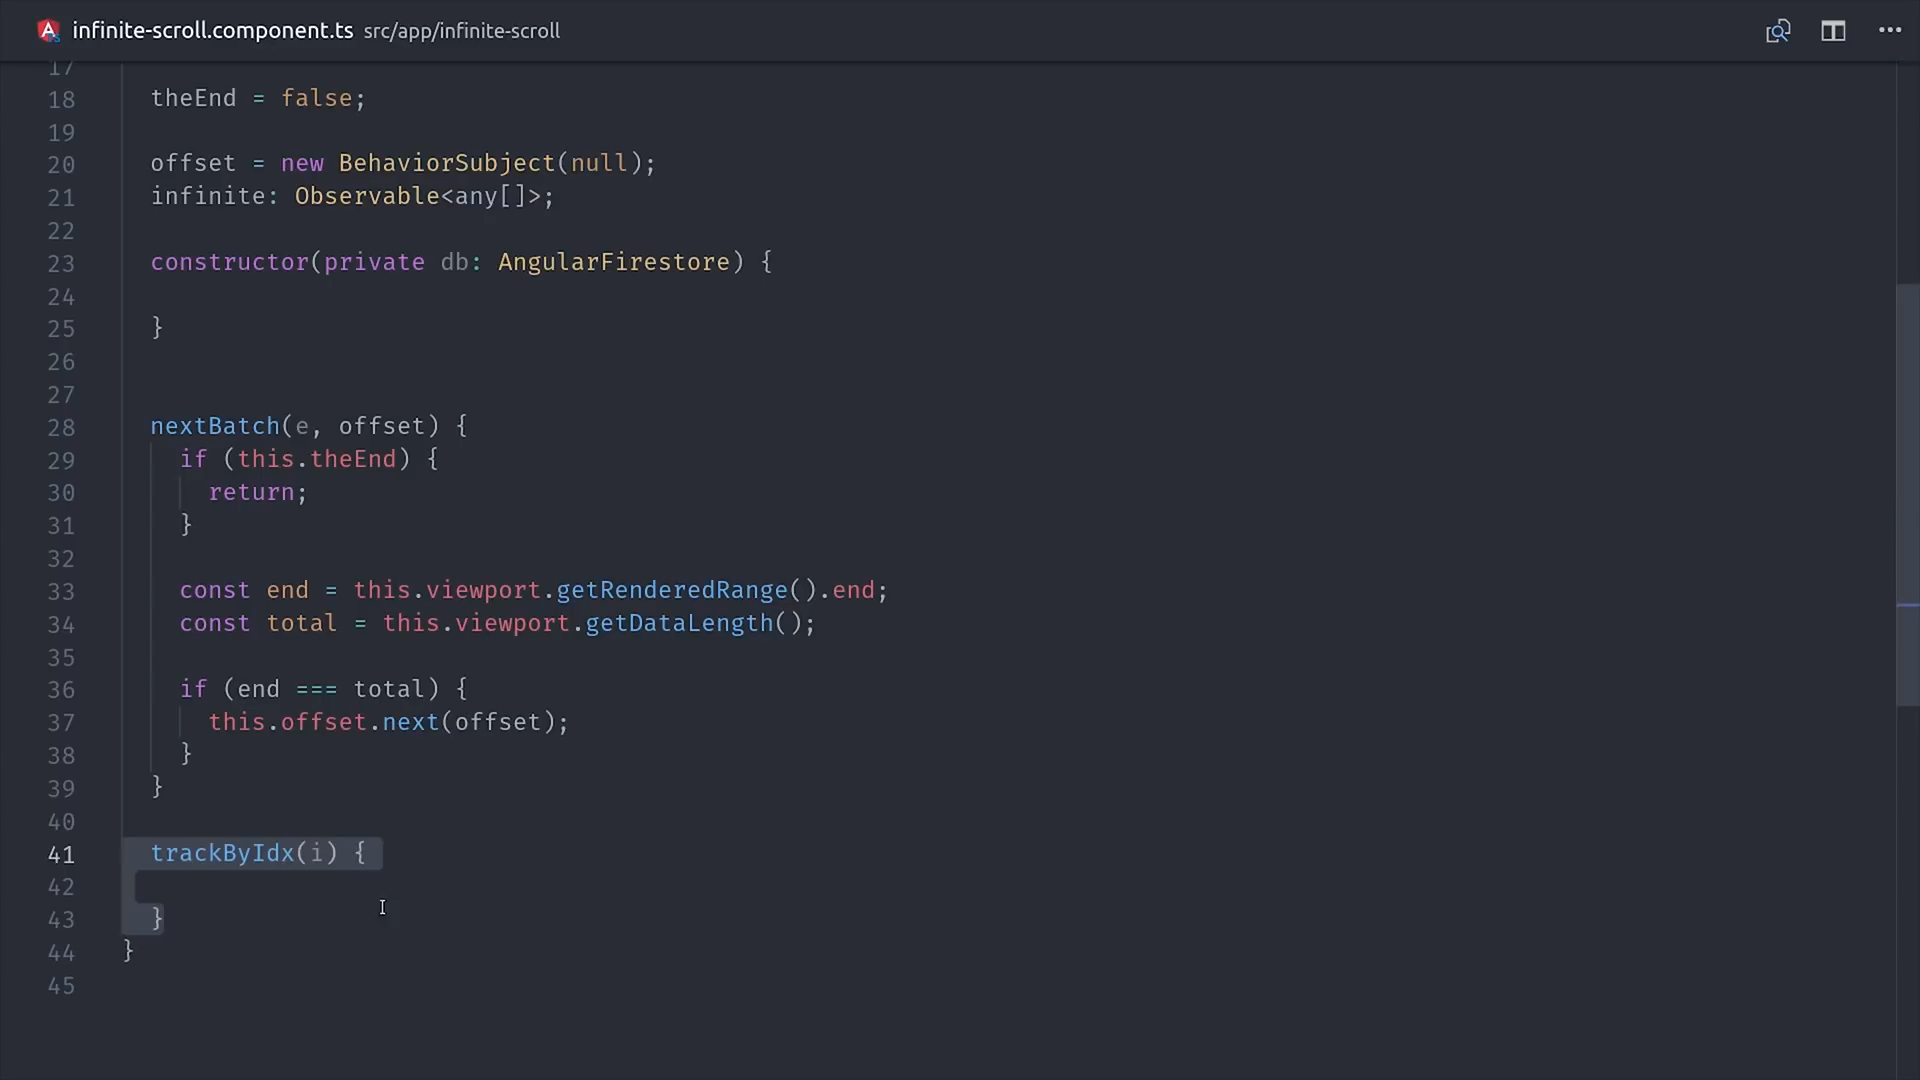 infinite-scroll.component.ts src/app/infinite-scroll
17
18 theEnd = false;
19
20 offset = new BehaviorSubject(null);
21 infinite: Observable<any[]>;
22
23 constructor(private db: AngularFirestore) {
24
25 }
26
27
28 nextBatch(e, offset) {
29 if (this.theEnd) {
30 return;
31 }
32
33 const end = this.viewport.getRenderedRange().end;
34 const total = this.viewport.getDataLength();
35
36 if (end === total) {
37 this.offset.next(offset);
38 }
39 }
40
41 trackByIdx(i) {
42
43 }
44 }
45